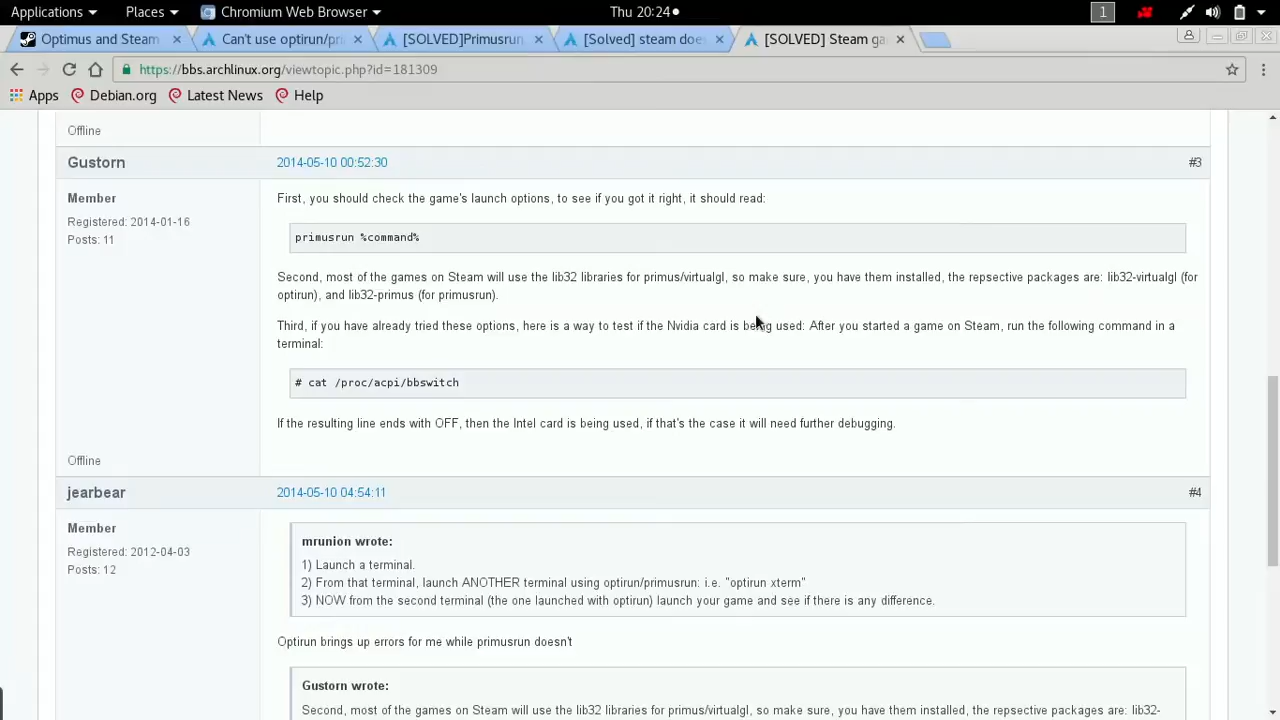 Applications
Places
Chromium Web Browser
Thu 20:24
1
Optimus and Steam
Can't use optirun/pri
[SOLVED]Primusrun
[Solved] steam doe
[SOLVED] Steam ga
https://bbs.archlinux.org/viewtopic.php?id=181309
Apps
Debian.org
Latest News
Help
Offline
Gustorn
2014-05-10 00:52:30
#3
Member
Registered: 2014-01-16
Posts: 11
First, you should check the game's launch options, to see if you got it right, it should read:
primusrun %command%
Second, most of the games on Steam will use the lib32 libraries for primus/virtualgl, so make sure, you have them installed, the repsective packages are: lib32-virtualgl (for
optirun), and lib32-primus (for primusrun).
Third, if you have already tried these options, here is a way to test if the Nvidia card is being used: After you started a game on Steam, run the following command in a
terminal:
# cat /proc/acpi/bbswitch
If the resulting line ends with OFF, then the Intel card is being used, if that's the case it will need further debugging.
Offline
jearbear
2014-05-10 04:54:11
#4
Member
Registered: 2012-04-03
Posts: 12
mrunion wrote:
1) Launch a terminal.
2) From that terminal, launch ANOTHER terminal using optirun/primusrun: i.e. "optirun xterm"
3) NOW from the second terminal (the one launched with optirun) launch your game and see if there is any difference.
Optirun brings up errors for me while primusrun doesn't
Gustorn wrote:
Second, most of the games on Steam will use the lib32 libraries for primus/virtualgl, so make sure, you have them installed, the repsective packages are: lib32-